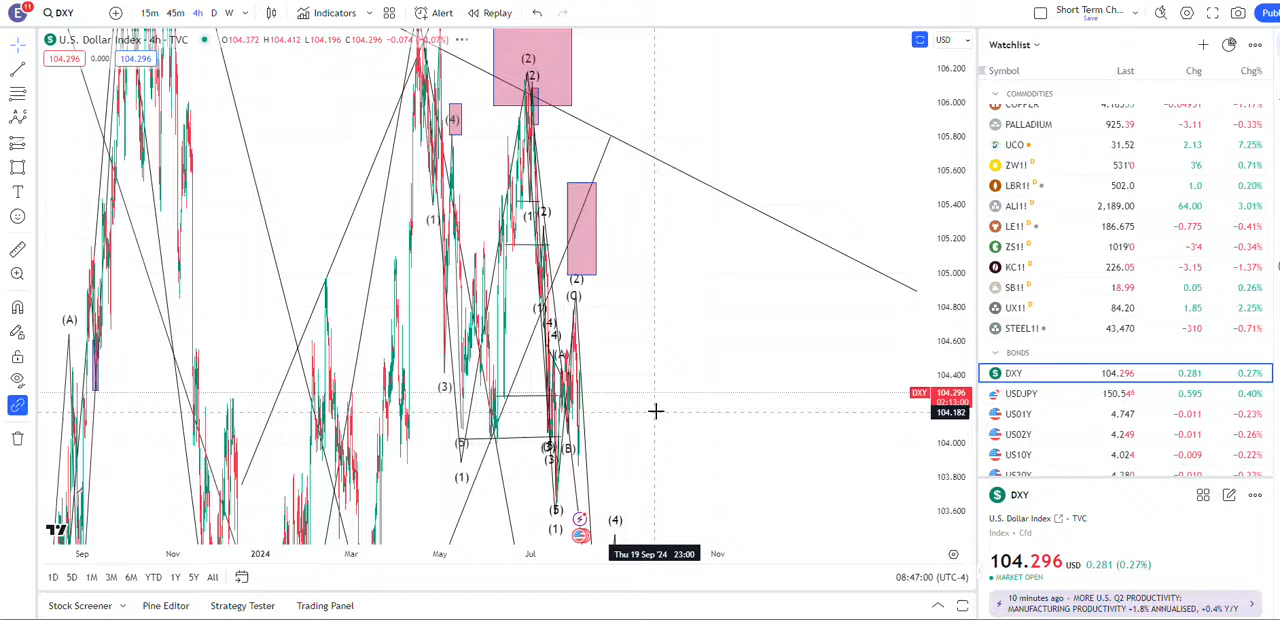 E 11 DXY 15m 45m 4h D W Indicators Alert Replay Short Term Ch... Save Publ
U.S. Dollar Index · 4h · TVC O104.372 H104.412 L104.196 C104.296 -0.074 (-0.07%)
104.296 0.000 104.296
USD
106.200
106.000
105.800
105.600
105.400
105.200
105.000
104.800
104.600
104.400
DXY 104.296
02:13:00
104.182
104.000
103.800
103.600
(2)
(2)
(4)
(1)
(2)
(2)
(C)
(A)
(4)
(4)
(A)
(3)
(5)
(B)
(3)
(1)
(5)
(1)
(4)
Sep Nov 2024 Mar May Jul Thu 19 Sep '24 23:00 Nov
1D 5D 1M 3M 6M YTD 1Y 5Y All 08:47:00 (UTC-4)
Stock Screener Pine Editor Strategy Tester Trading Panel
Watchlist
Symbol Last Chg Chg%
COMMODITIES
COPPER
PALLADIUM 925.39 -3.11 -0.33%
UCO 31.52 2.13 7.25%
ZW1! D 531'0 3'6 0.71%
LBR1! D 502.0 1.0 0.20%
ALI1! D 2,189.00 64.00 3.01%
LE1! D 186.675 -0.775 -0.41%
ZS1! D 1019'0 -3'4 -0.34%
KC1! D 226.05 -3.15 -1.37%
SB1! D 18.99 0.05 0.26%
UX1! D 84.20 1.85 2.25%
STEEL1! 43,470 -310 -0.71%
BONDS
DXY 104.296 0.281 0.27%
USDJPY 150.546 0.595 0.40%
US01Y 4.747 -0.011 -0.23%
US02Y 4.249 -0.011 -0.26%
US10Y 4.024 -0.009 -0.22%
DXY
U.S. Dollar Index · TVC
Index · Cfd
104.296 USD 0.281 (0.27%)
MARKET OPEN
10 minutes ago · MORE U.S. Q2 PRODUCTIVITY:
MANUFACTURING PRODUCTIVITY +1.8% ANNUALISED, +0.4% Y/Y